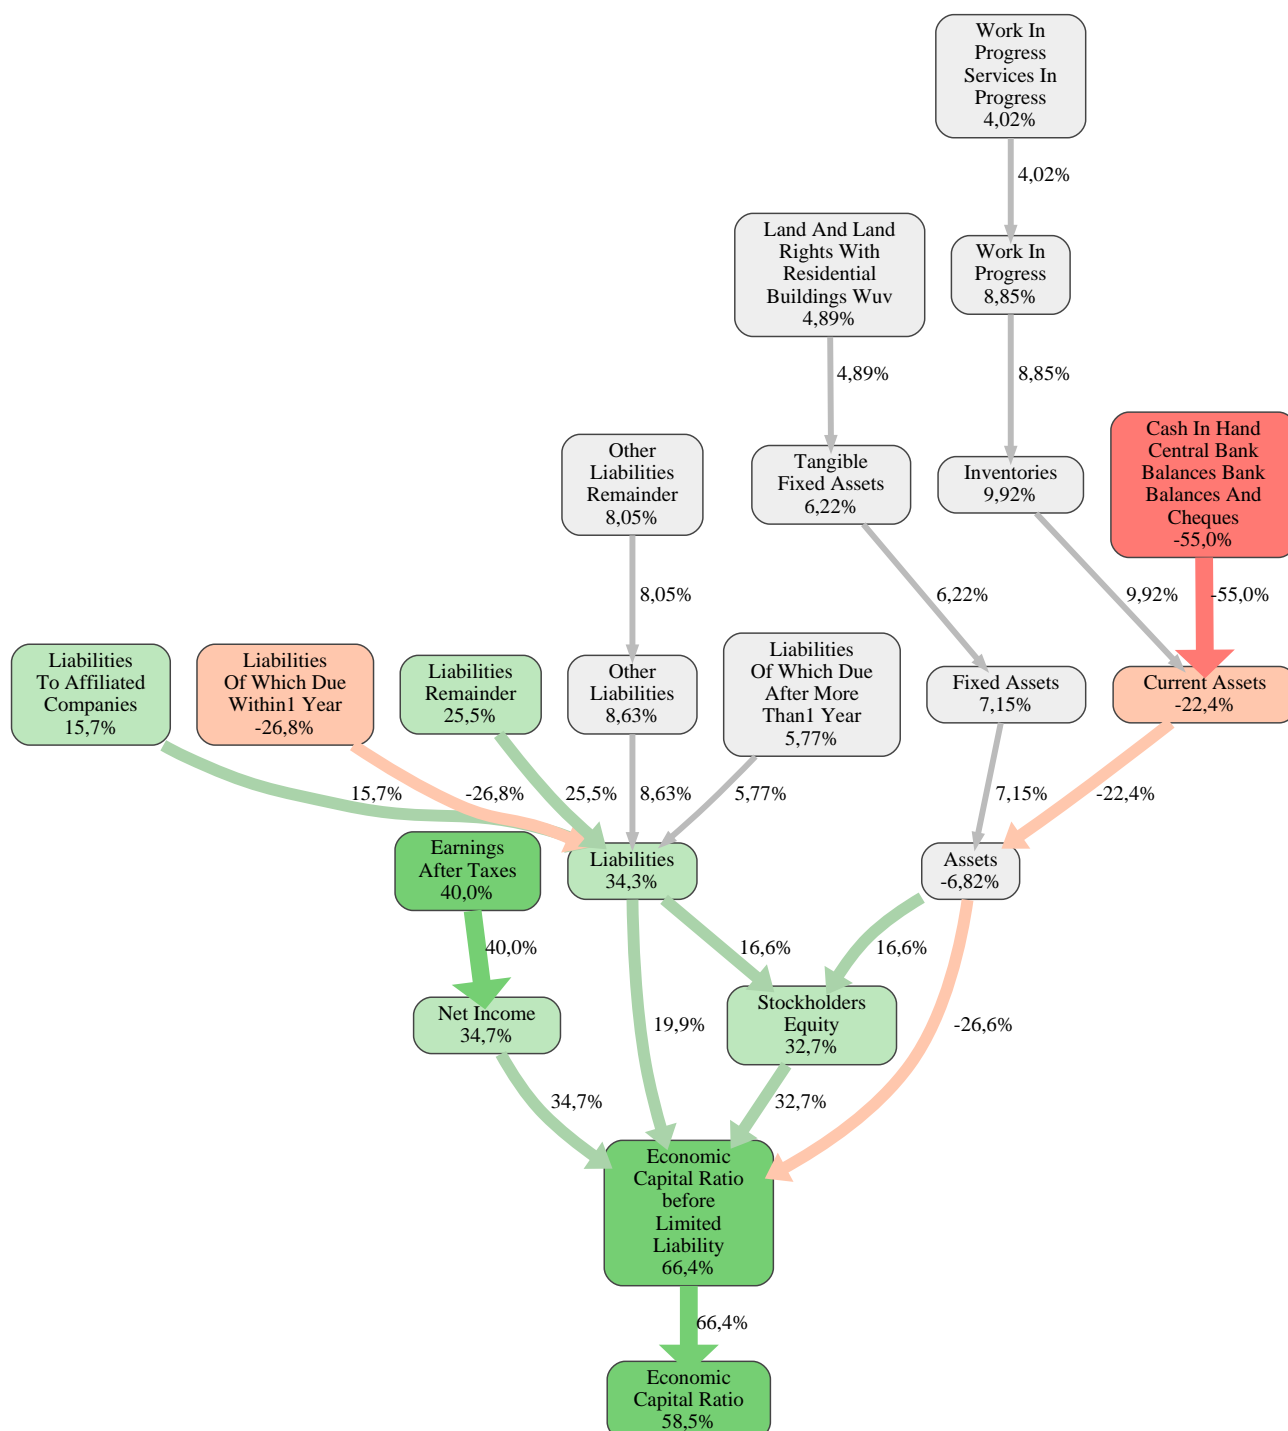 Work In
Progress
Services In
Progress
4,02%
4,02%
Land And Land
Rights With
Residential
Buildings Wuv
4,89%
Work In
Progress
8,85%
4,89%
8,85%
Other
Liabilities
Remainder
8,05%
Tangible
Fixed Assets
6,22%
Inventories
9,92%
Cash In Hand
Central Bank
Balances Bank
Balances And
Cheques
-55,0%
8,05%
6,22%
9,92%
-55,0%
Liabilities
To Affiliated
Companies
15,7%
Liabilities
Of Which Due
Within1 Year
-26,8%
Liabilities
Remainder
25,5%
Other
Liabilities
8,63%
Liabilities
Of Which Due
After More
Than1 Year
5,77%
Fixed Assets
7,15%
Current Assets
-22,4%
15,7%
-26,8%
25,5%
8,63%
5,77%
7,15%
-22,4%
Earnings
After Taxes
40,0%
Liabilities
34,3%
Assets
-6,82%
40,0%
16,6%
16,6%
Net Income
34,7%
19,9%
Stockholders
Equity
32,7%
-26,6%
34,7%
32,7%
Economic
Capital Ratio
before
Limited
Liability
66,4%
66,4%
Economic
Capital Ratio
58,5%